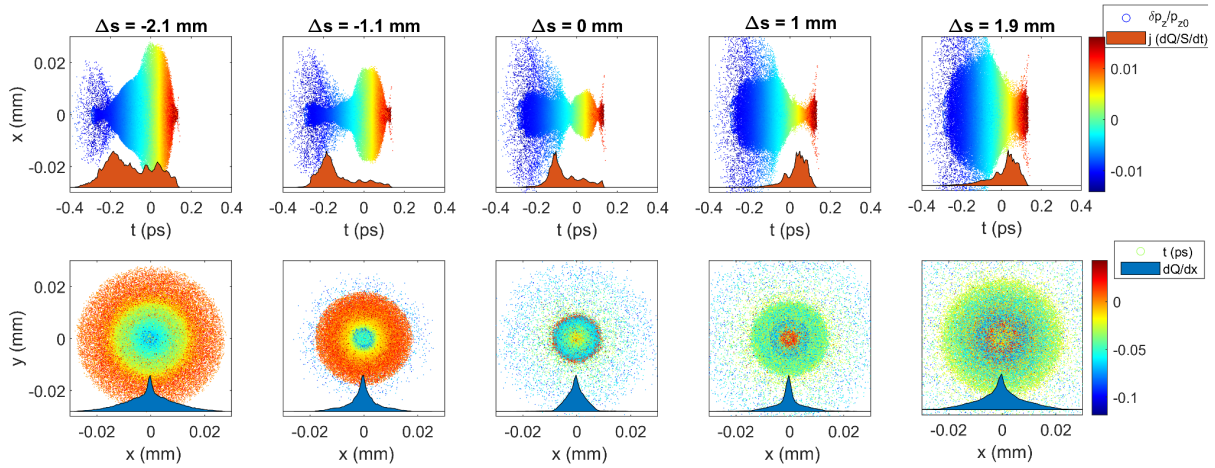 Δs = -2.1 mm
Δs = -1.1 mm
Δs = 0 mm
Δs = 1 mm
Δs = 1.9 mm
δp_z/p_z0
j (dQ/S/dt)
x (mm)
0.02
0
-0.02
0.01
0
-0.01
-0.4 -0.2 0 0.2 0.4
-0.4 -0.2 0 0.2 0.4
-0.4 -0.2 0 0.2 0.4
-0.4 -0.2 0 0.2 0.4
-0.4 -0.2 0 0.2 0.4
t (ps)
t (ps)
t (ps)
t (ps)
t (ps)
t (ps)
dQ/dx
y (mm)
0.02
0
-0.02
0
-0.05
-0.1
-0.02 0 0.02
-0.02 0 0.02
-0.02 0 0.02
-0.02 0 0.02
-0.02 0 0.02
x (mm)
x (mm)
x (mm)
x (mm)
x (mm)